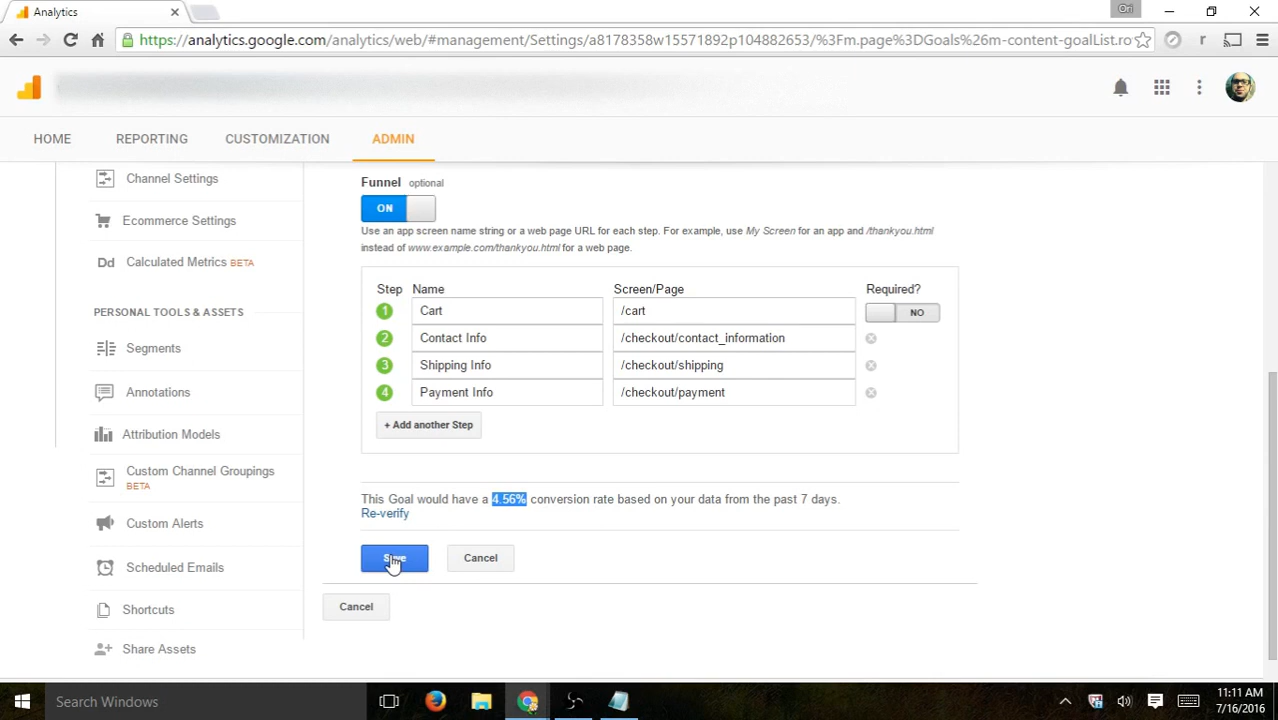 Analytics
Ori
https://analytics.google.com/analytics/web/#management/Settings/a8178358w15571892p104882653/%3Fm.page%3DGoals%26m-content-goalList.ro
r
HOME REPORTING CUSTOMIZATION ADMIN
Channel Settings
Ecommerce Settings
Dd Calculated Metrics BETA
PERSONAL TOOLS & ASSETS
Segments
Annotations
Attribution Models
Custom Channel Groupings
BETA
Custom Alerts
Scheduled Emails
Shortcuts
Share Assets
Funnel optional
ON
Use an app screen name string or a web page URL for each step. For example, use My Screen for an app and /thankyou.html
instead of www.example.com/thankyou.html for a web page.
Step Name Screen/Page Required?
1 Cart /cart NO
2 Contact Info /checkout/contact_information
3 Shipping Info /checkout/shipping
4 Payment Info /checkout/payment
+ Add another Step
This Goal would have a 4.56% conversion rate based on your data from the past 7 days.
Re-verify
Save Cancel
Cancel
Search Windows
11:11 AM
7/16/2016